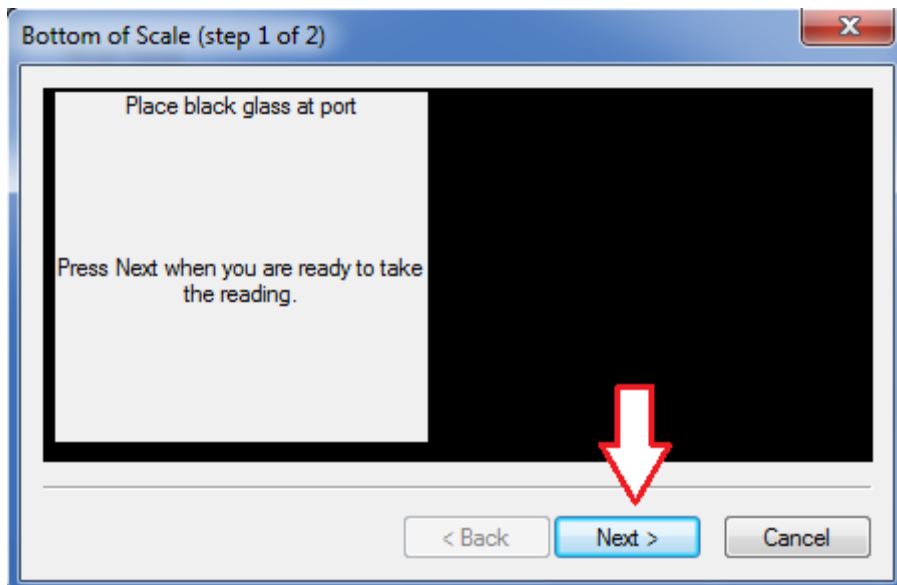 Bottom of Scale (step 1 of 2)
Place black glass at port
Press Next when you are ready to take
the reading.
< Back
Next >
Cancel